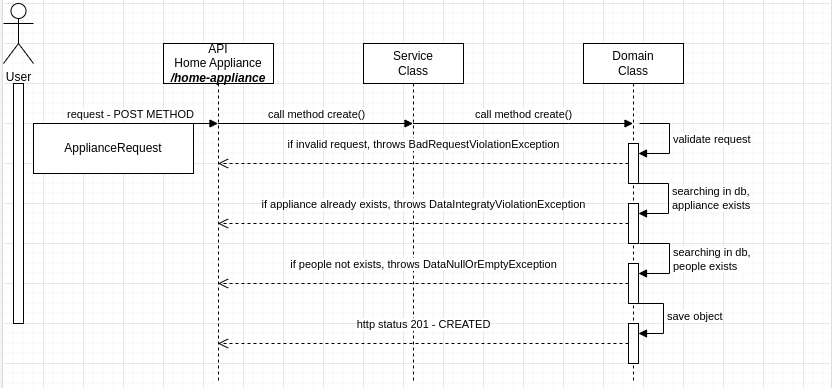 User
API
Home Appliance
/home-appliance
Service
Class
Domain
Class
request - POST METHOD
call method create()
call method create()
ApplianceRequest
validate request
if invalid request, throws BadRequestViolationException
searching in db,
appliance exists
if appliance already exists, throws DataIntegratyViolationException
searching in db,
people exists
if people not exists, throws DataNullOrEmptyException
save object
http status 201 - CREATED